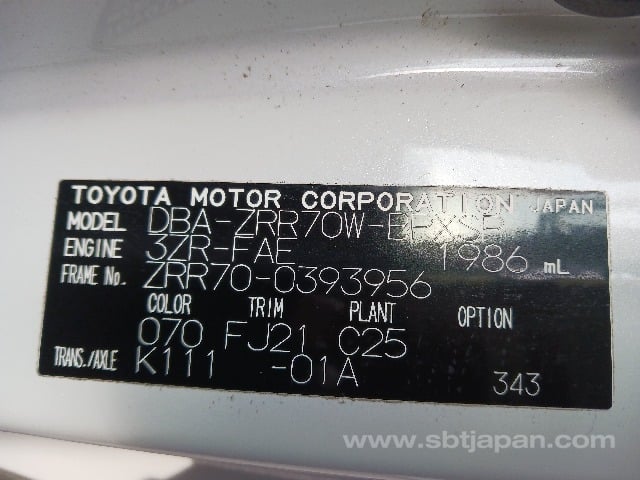 TOYOTA MOTOR CORPORATION JAPAN
MODEL DBA-ZRR70W-
ENGINE 3ZR-FAE 1986 mL
FRAME No. ZRR70-0393956
COLOR TRIM PLANT OPTION
070 FJ21 C25
TRANS./AXLE K111 -01A 343
www.sbtjapan.com